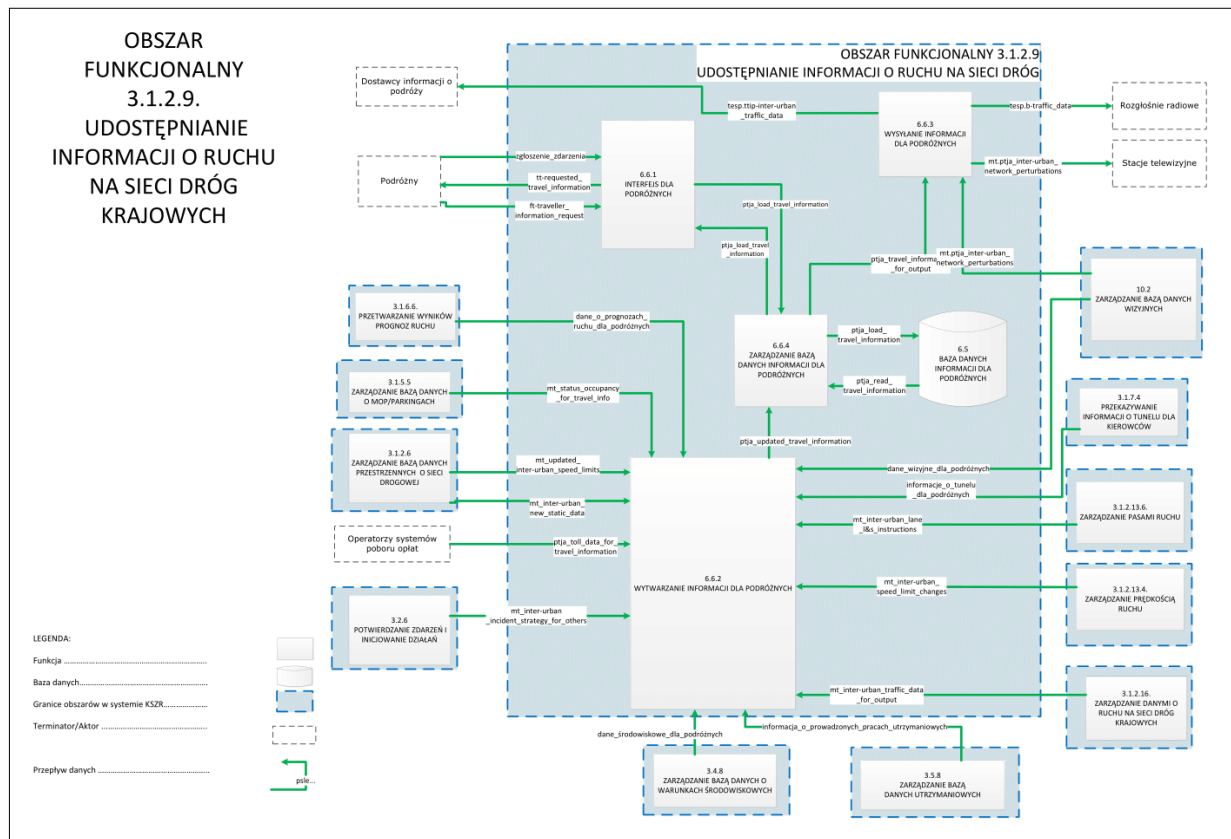 OBSZAR
FUNKCJONALNY
3.1.2.9.
UDOSTĘPNIANIE
INFORMACJI O RUCHU
NA SIECI DRÓG
KRAJOWYCH
OBSZAR FUNKCJONALNY 3.1.2.9
UDOSTĘPNIANIE INFORMACJI O RUCHU NA SIECI DRÓG
Dostawcy informacji o
podróży
tesp.ttip-inter-urban
_traffic_data
6.6.3
WYSYŁANIE INFORMACJI
DLA PODRÓŻNYCH
tesp.b-traffic_data
Rozgłośnie radiowe
mt.ptja_inter-urban_
network_perturbations
Stacje telewizyjne
Podróżny
zgłoszenie_zdarzenia
tt-requested_
travel_information
ft-traveller_
information_request
6.6.1
INTERFEJS DLA
PODRÓŻNYCH
ptja_load_travel_information
ptja_load_travel
_information
ptja_travel_informa
_for_output
mt.ptja_inter-urban_
network_perturbations
10.2
ZARZĄDZANIE BAZĄ DANYCH
WIZYJNYCH
3.1.6.6.
PRZETWARZANIE WYNIKÓW
PROGNOZ RUCHU
dane_o_prognozach_
ruchu_dla_podróżnych
6.6.4
ZARZĄDZANIE BAZĄ
DANYCH INFORMACJI DLA
PODRÓŻNYCH
ptja_load_
travel_information
ptja_read_
travel_information
6.5
BAZA DANYCH
INFORMACJI DLA
PODRÓŻNYCH
3.1.5.5
ZARZĄDZANIE BAZĄ DANYCH
O MOP/PARKINGACH
mt_status_occupancy
_for_travel_info
3.1.7.4
PRZEKAZYWANIE
INFORMACJI O TUNELU DLA
KIEROWCÓW
ptja_updated_travel_information
3.1.2.6
ZARZĄDZANIE BAZĄ DANYCH
PRZESTRZENNYCH O SIECI
DROGOWEJ
mt_updated_
inter-urban_speed_limits
mt_inter-urban_
new_static_data
dane_wizyjne_dla_podróżnych
informacje_o_tunelu
_dla_podróżnych
mt_inter-urban_lane
_l&s_instructions
3.1.2.13.6.
ZARZĄDZANIE PASAMI RUCHU
Operatorzy systemów
poboru opłat
ptja_toll_data_for_
travel_information
6.6.2
WYTWARZANIE INFORMACJI DLA PODRÓŻNYCH
mt_inter-urban_
speed_limit_changes
3.1.2.13.4.
ZARZĄDZANIE PRĘDKOŚCIĄ
RUCHU
3.2.6
POTWIERDZANIE ZDARZEŃ I
INICJOWANIE DZIAŁAŃ
mt_inter-urban
_incident_strategy_for_others
mt_inter-urban_traffic_data
_for_output
3.1.2.16.
ZARZĄDZANIE DANYMI O
RUCHU NA SIECI DRÓG
KRAJOWYCH
dane_środowiskowe_dla_podróżnych
informacja_o_prowadzonych_pracach_utrzymaniowych
3.4.8
ZARZĄDZANIE BAZĄ DANYCH O
WARUNKACH ŚRODOWISKOWYCH
3.5.8
ZARZĄDZANIE BAZĄ
DANYCH UTRZYMANIOWYCH
LEGENDA:
Funkcja ………………………………………………….
Baza danych……………………………………………
Granice obszarów w systemie KSZR………………
Terminator/Aktor ……………………………………
Przepływ danych ……………………………………
psle...